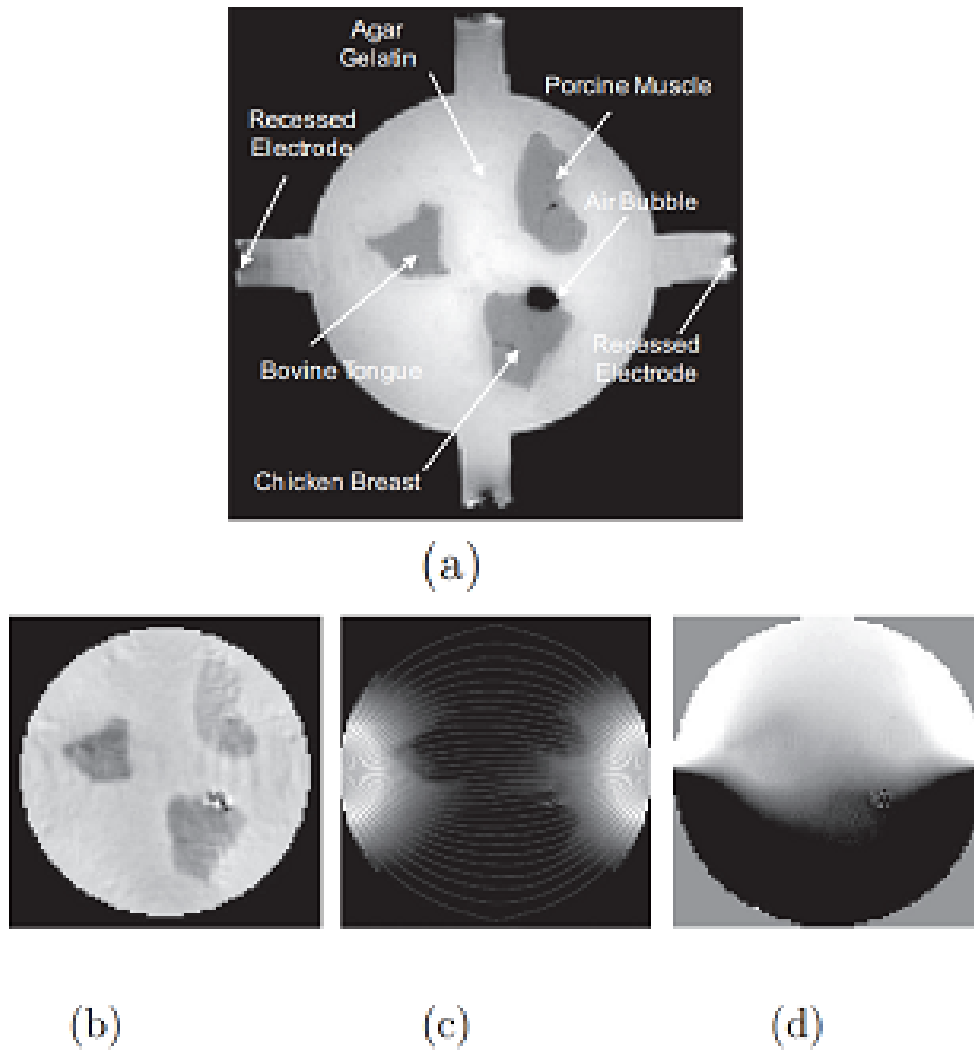 Agar
Gelatin
Porcine Muscle
Recessed
Electrode
Air Bubble
Bovine Tongue
Recessed
Electrode
Chicken Breast
(a)
(b) (c) (d)